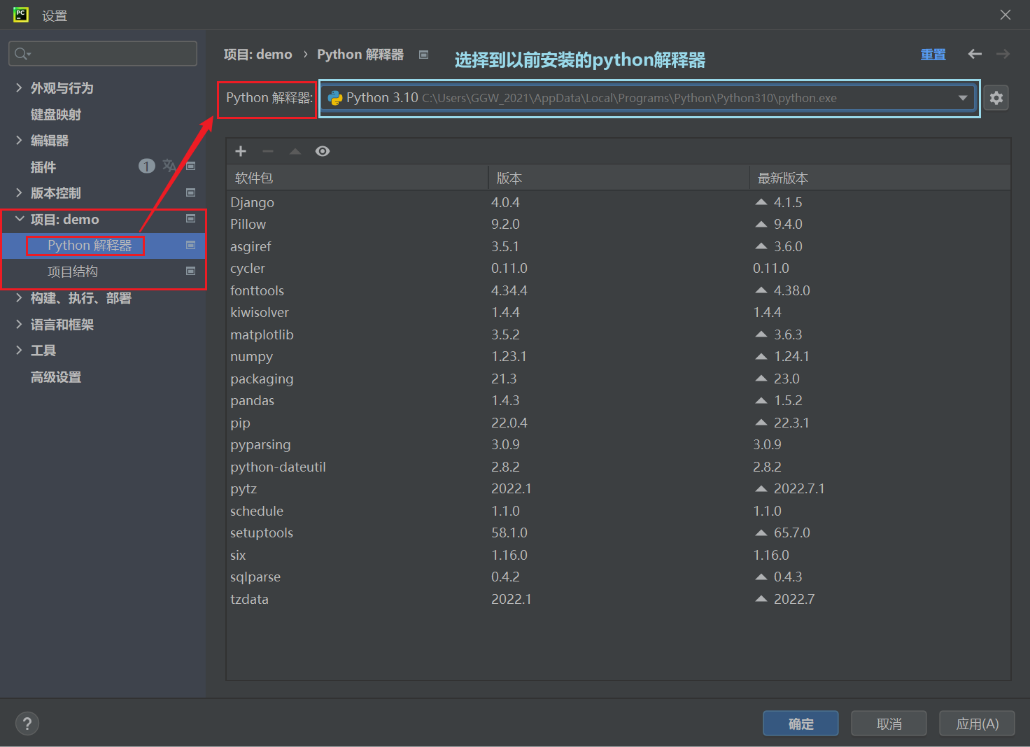 PC
设置
项目: demo › Python 解释器
选择到以前安装的python解释器
重置
外观与行为
键盘映射
编辑器
插件 1
版本控制
项目: demo
Python 解释器
项目结构
构建、执行、部署
语言和框架
工具
高级设置
Python 解释器: Python 3.10 C:\Users\GGW_2021\AppData\Local\Programs\Python\Python310\python.exe
软件包 版本 最新版本
Django 4.0.4 ▲ 4.1.5
Pillow 9.2.0 ▲ 9.4.0
asgiref 3.5.1 ▲ 3.6.0
cycler 0.11.0 0.11.0
fonttools 4.34.4 ▲ 4.38.0
kiwisolver 1.4.4 1.4.4
matplotlib 3.5.2 ▲ 3.6.3
numpy 1.23.1 ▲ 1.24.1
packaging 21.3 ▲ 23.0
pandas 1.4.3 ▲ 1.5.2
pip 22.0.4 ▲ 22.3.1
pyparsing 3.0.9 3.0.9
python-dateutil 2.8.2 2.8.2
pytz 2022.1 ▲ 2022.7.1
schedule 1.1.0 1.1.0
setuptools 58.1.0 ▲ 65.7.0
six 1.16.0 1.16.0
sqlparse 0.4.2 ▲ 0.4.3
tzdata 2022.1 ▲ 2022.7
?
确定 取消 应用(A)